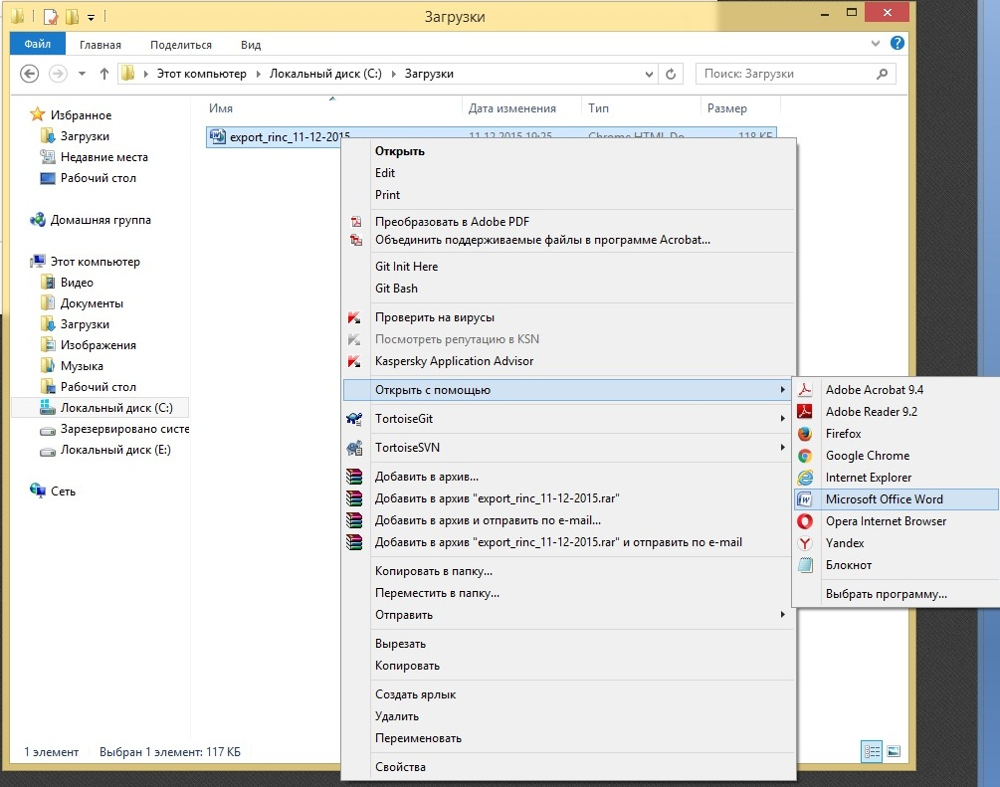 Загрузки
Файл Главная Поделиться Вид
Этот компьютер Локальный диск (C:) Загрузки Поиск: Загрузки
Избранное
Загрузки
Недавние места
Рабочий стол
Домашняя группа
Этот компьютер
Видео
Документы
Загрузки
Изображения
Музыка
Рабочий стол
Локальный диск (C:)
Зарезервировано систе
Локальный диск (E:)
Сеть
Имя Дата изменения Тип Размер
export_rinc_11-12-2015 11.12.2015 19:25 Chrome HTML Do... 118 КБ
Открыть
Edit
Print
Преобразовать в Adobe PDF
Объединить поддерживаемые файлы в программе Acrobat...
Git Init Here
Git Bash
Проверить на вирусы
Посмотреть репутацию в KSN
Kaspersky Application Advisor
Открыть с помощью
TortoiseGit
TortoiseSVN
Добавить в архив...
Добавить в архив "export_rinc_11-12-2015.rar"
Добавить в архив и отправить по e-mail...
Добавить в архив "export_rinc_11-12-2015.rar" и отправить по e-mail
Копировать в папку...
Переместить в папку...
Отправить
Вырезать
Копировать
Создать ярлык
Удалить
Переименовать
Свойства
Adobe Acrobat 9.4
Adobe Reader 9.2
Firefox
Google Chrome
Internet Explorer
Microsoft Office Word
Opera Internet Browser
Yandex
Блокнот
Выбрать программу...
1 элемент Выбран 1 элемент: 117 КБ